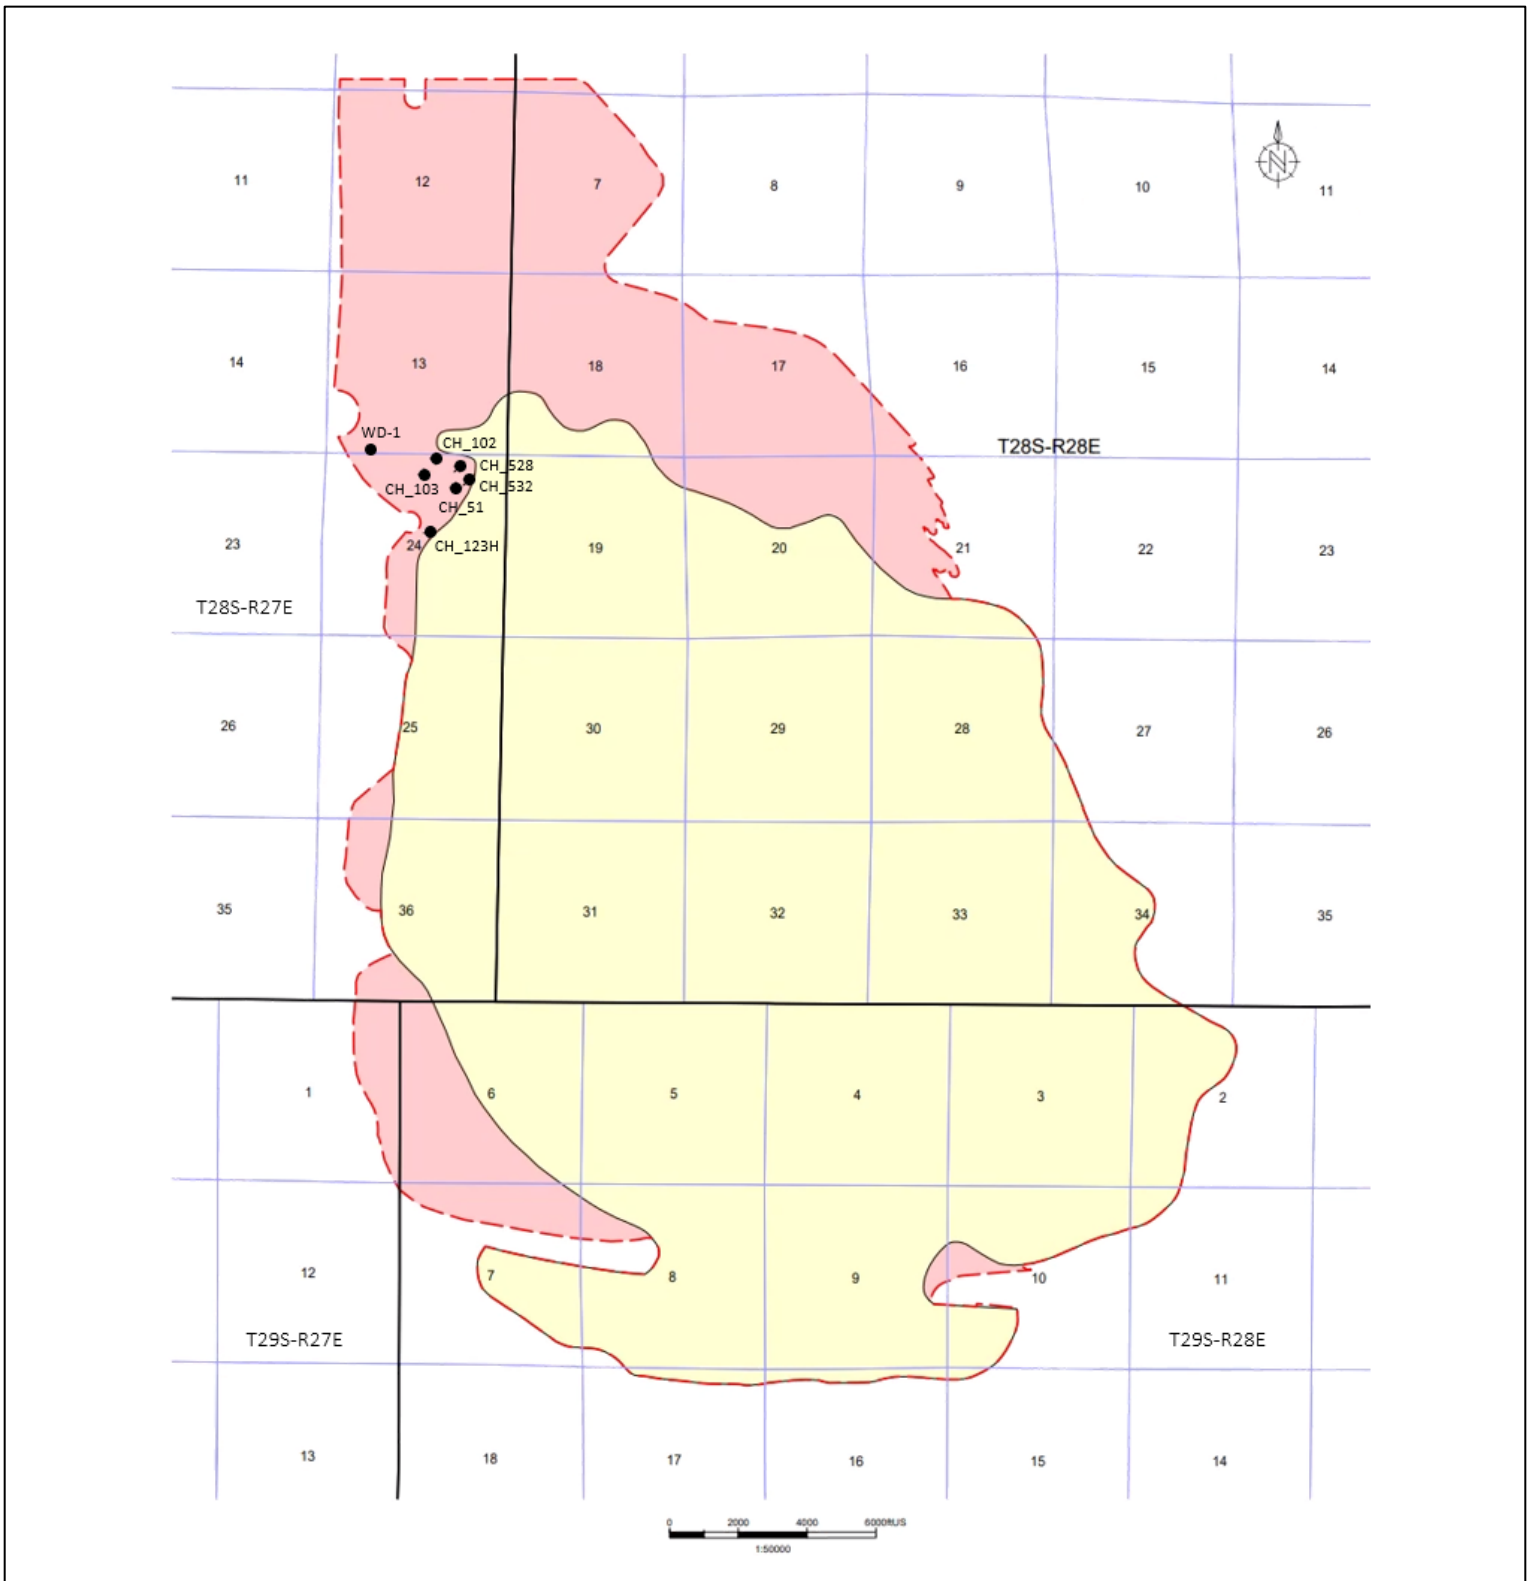 11 12 7 8 9 10 11
N
14 13 18 17 16 15 14
T28S-R28E
WD-1
CH_102
CH_528
CH_103
CH_532
CH_51
CH_123H
23 24 19 20 21 22 23
T28S-R27E
26 25 30 29 28 27 26
35 36 31 32 33 34 35
1 6 5 4 3 2
12 7 8 9 10 11
T29S-R27E
T29S-R28E
13 18 17 16 15 14
0 2000 4000 6000ftUS
1:50000